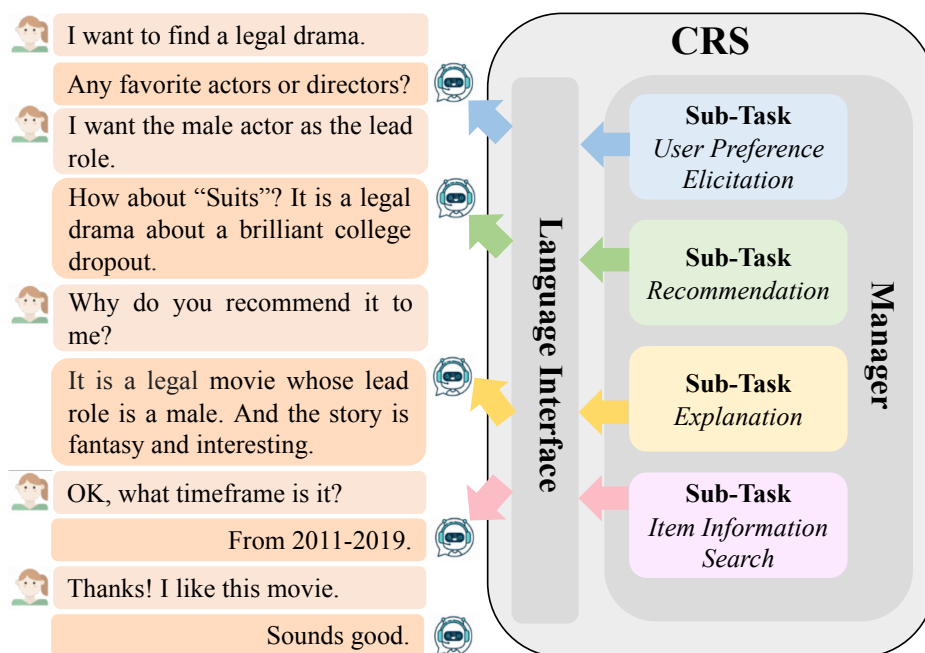 I want to find a legal drama.
Any favorite actors or directors?
I want the male actor as the lead
role.
How about “Suits”? It is a legal
drama about a brilliant college
dropout.
Why do you recommend it to
me?
It is a legal movie whose lead
role is a male. And the story is
fantasy and interesting.
OK, what timeframe is it?
From 2011-2019.
Thanks! I like this movie.
Sounds good.
CRS
Language Interface
Sub-Task
User Preference
Elicitation
Sub-Task
Recommendation
Sub-Task
Explanation
Sub-Task
Item Information
Search
Manager